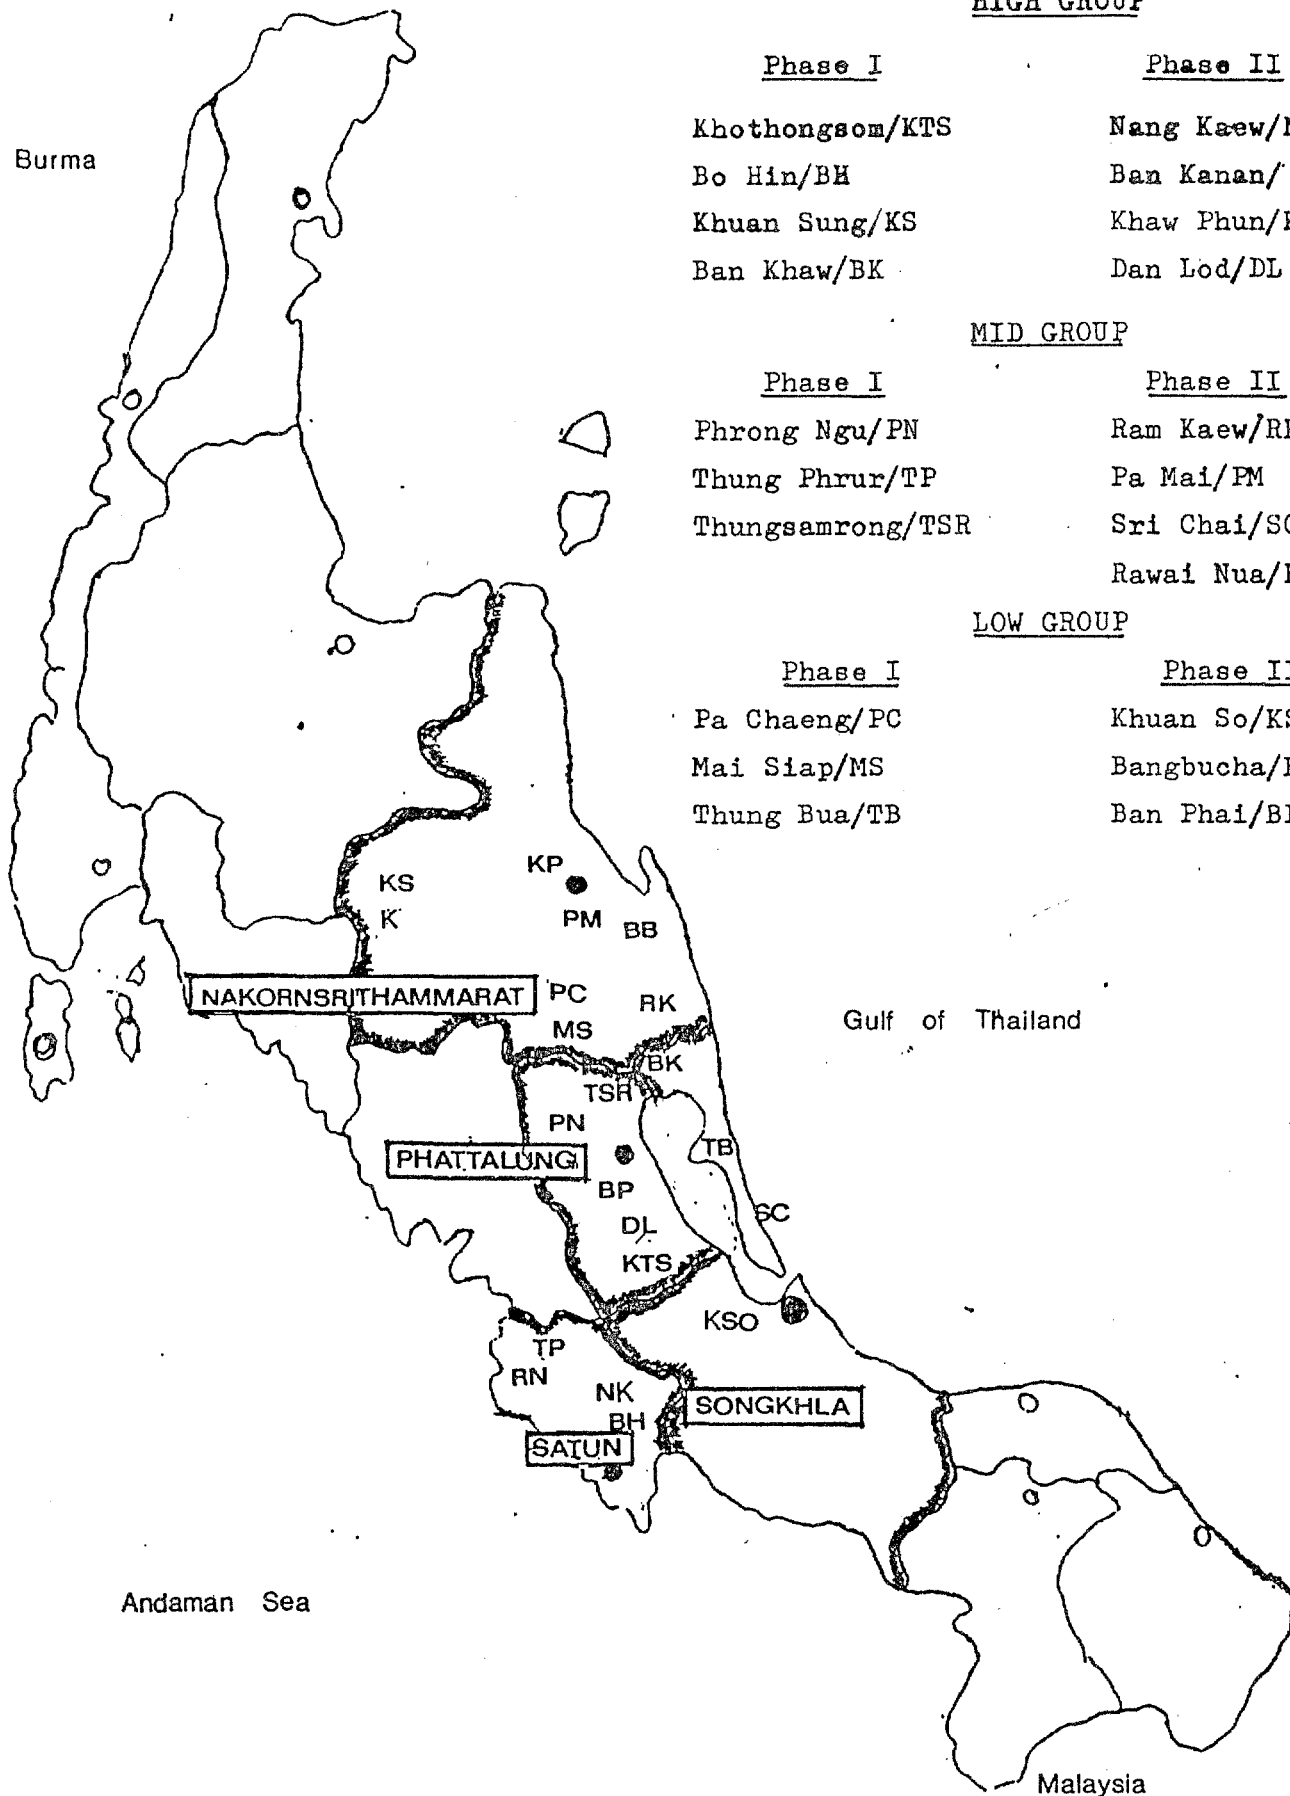 HIGH GROUP
Phase I Phase II
Khothongsom/KTS Nang Kaew/
Bo Hin/BH Ban Kanan/
Khuan Sung/KS Khaw Phun/
Ban Khaw/BK Dan Lod/DL
MID GROUP
Phase I Phase II
Phrong Ngu/PN Ram Kaew/
Thung Phrur/TP Pa Mai/PM
Thungsamrong/TSR Sri Chai/
Rawai Nua/
LOW GROUP
Phase I Phase II
Pa Chaeng/PC Khuan So/
Mai Siap/MS Bangbucha/
Thung Bua/TB Ban Phai/
Burma
KP
KS
K
PM
BB
NAKORNSRITHAMMARAT
PC
RK
MS
Gulf of Thailand
BK
TSR
PN
TB
PHATTALUNG
BP
SC
DL
KTS
KSO
TP
RN
NK
SONGKHLA
BH
SATUN
Andaman Sea
Malaysia